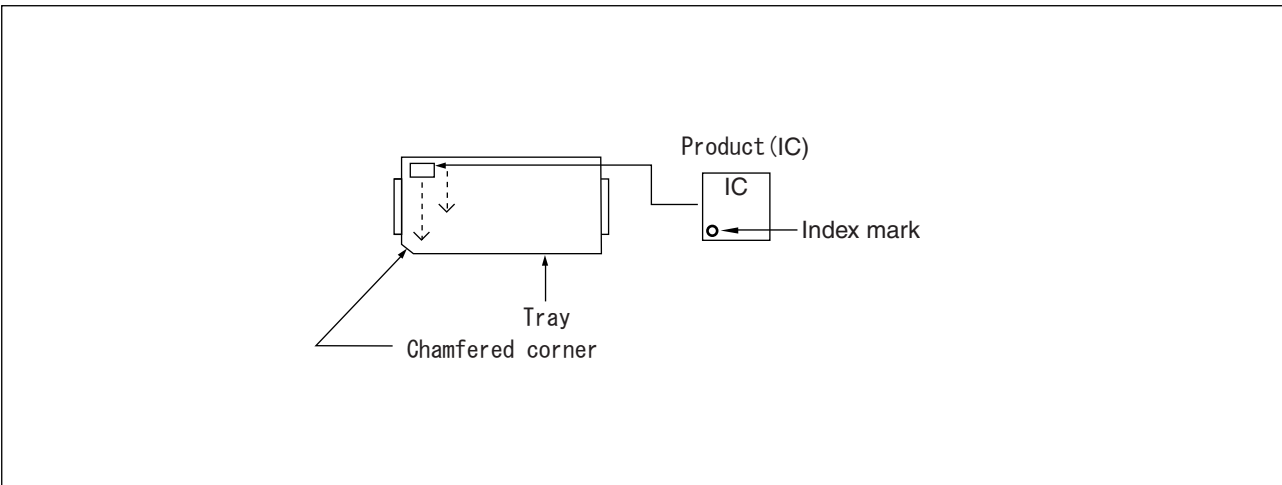 Product(IC)
IC
Index mark
Tray
Chamfered corner